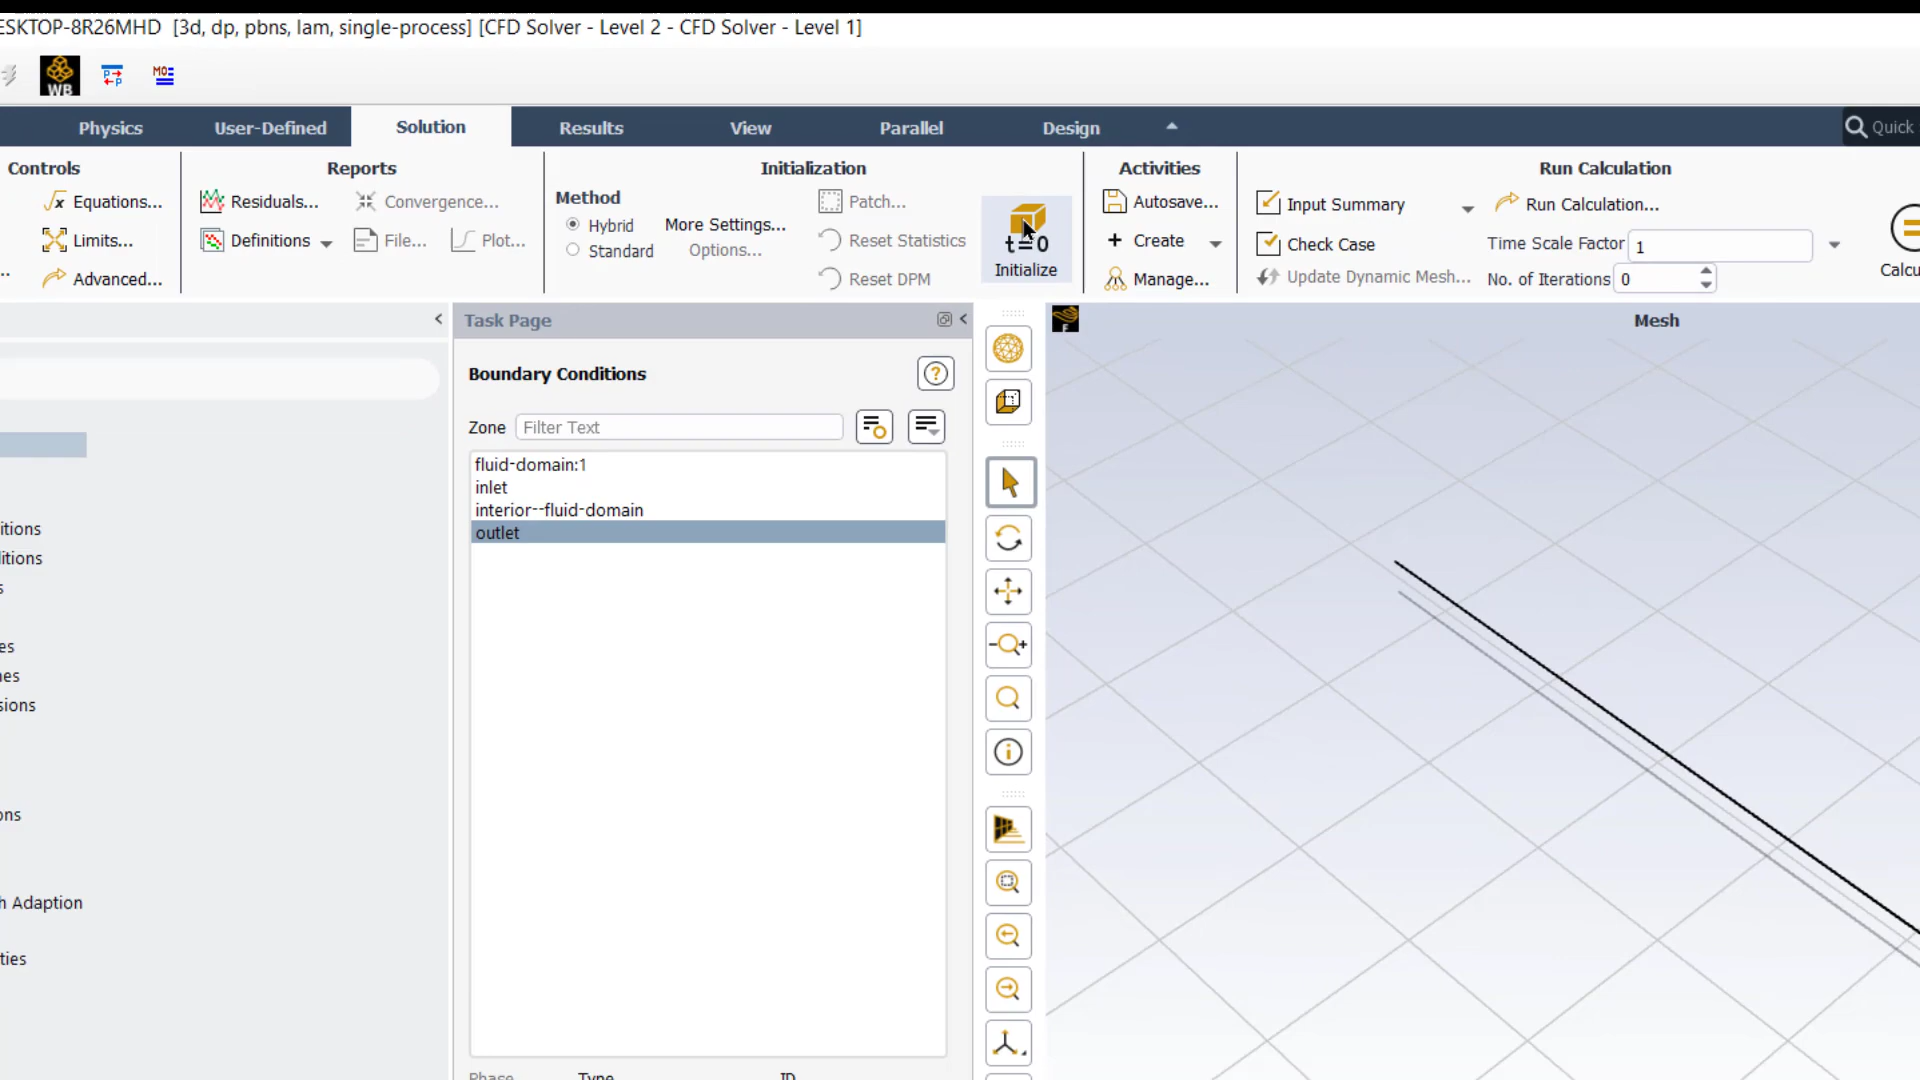 ESKTOP-8R26MHD [3d, dp, pbns, lam, single-process] [CFD Solver - Level 2 - CFD Solver - Level 1]
WB
Physics User-Defined Solution Results View Parallel Design Quick
Controls Reports Initialization Activities Run Calculation
Equations... Residuals... Convergence... Method Patch... Autosave... Input Summary Run Calculation...
Hybrid More Settings...
Limits... Definitions File... Plot... Standard Options... Reset Statistics t=0 + Create Check Case Time Scale Factor 1
... Advanced... Reset DPM Initialize Manage... Update Dynamic Mesh... No. of Iterations 0 Calcu
Task Page
Mesh
Boundary Conditions ?
Zone Filter Text
fluid-domain:1
inlet
interior--fluid-domain
outlet
itions
litions
s
es
nes
sions
ons
h Adaption
ties
Phase Type ID